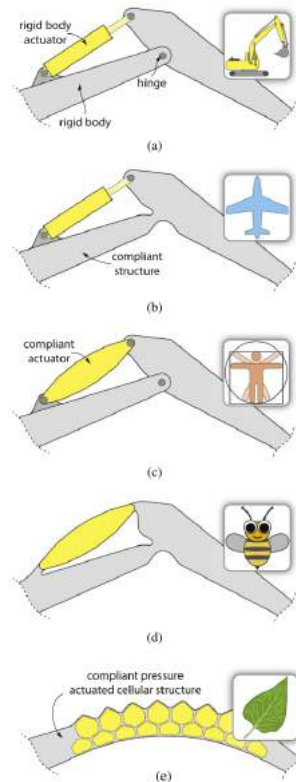 rigid body
actuator
hinge
rigid body
(a)
compliant
structure
(b)
compliant
actuator
(c)
(d)
compliant pressure
actuated cellular structure
(e)